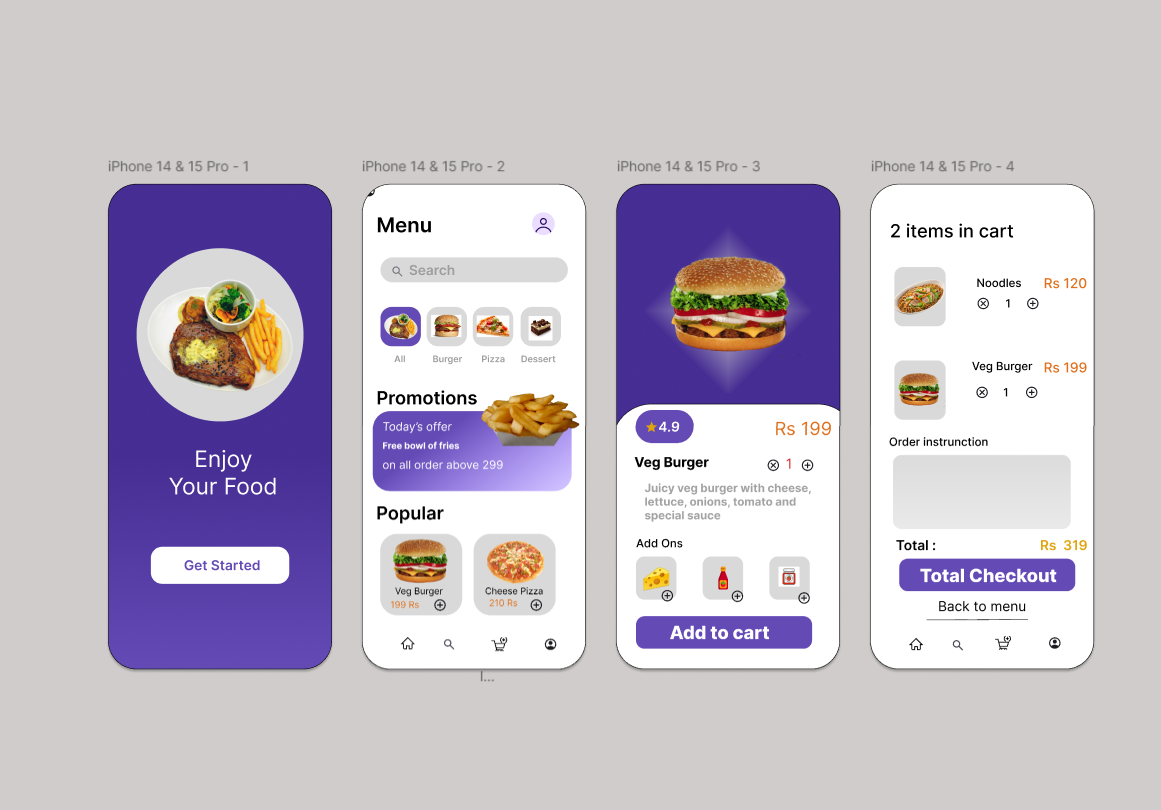 iPhone 14 & 15 Pro - 1
Enjoy
Your Food
Get Started
iPhone 14 & 15 Pro - 2
Menu
Search
All Burger Pizza Dessert
Promotions
Today's offer
Free bowl of fries
on all order above 299
Popular
Veg Burger Cheese Pizza
199 Rs 210 Rs
I...
iPhone 14 & 15 Pro - 3
4.9
Rs 199
Veg Burger 1
Juicy veg burger with cheese,
lettuce, onions, tomato and
special sauce
Add Ons
Add to cart
iPhone 14 & 15 Pro - 4
2 items in cart
Noodles Rs 120
1
Veg Burger Rs 199
1
Order instrunction
Total : Rs 319
Total Checkout
Back to menu